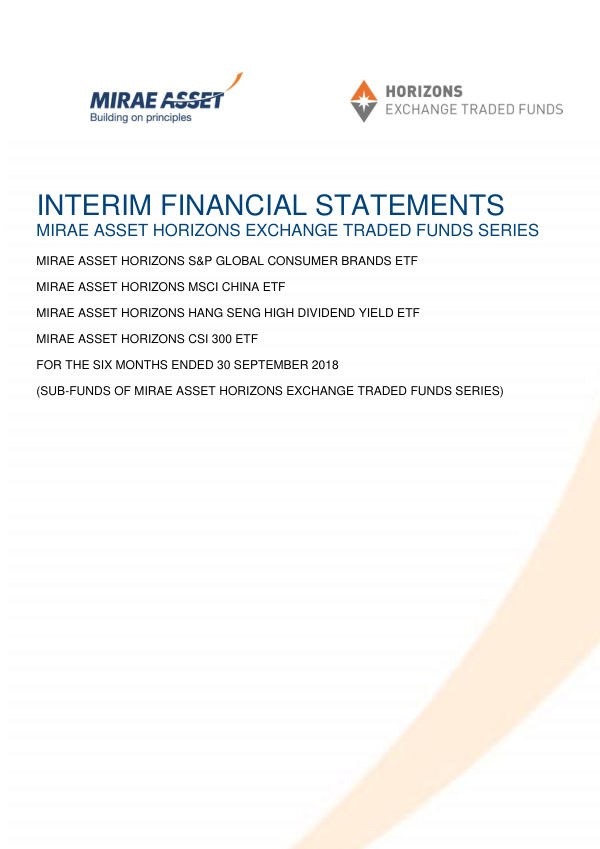 MIRAE ASSET
Building on principles
HORIZONS
EXCHANGE TRADED FUNDS
INTERIM FINANCIAL STATEMENTS
MIRAE ASSET HORIZONS EXCHANGE TRADED FUNDS SERIES
MIRAE ASSET HORIZONS S&P GLOBAL CONSUMER BRANDS ETF
MIRAE ASSET HORIZONS MSCI CHINA ETF
MIRAE ASSET HORIZONS HANG SENG HIGH DIVIDEND YIELD ETF
MIRAE ASSET HORIZONS CSI 300 ETF
FOR THE SIX MONTHS ENDED 30 SEPTEMBER 2018
(SUB-FUNDS OF MIRAE ASSET HORIZONS EXCHANGE TRADED FUNDS SERIES)